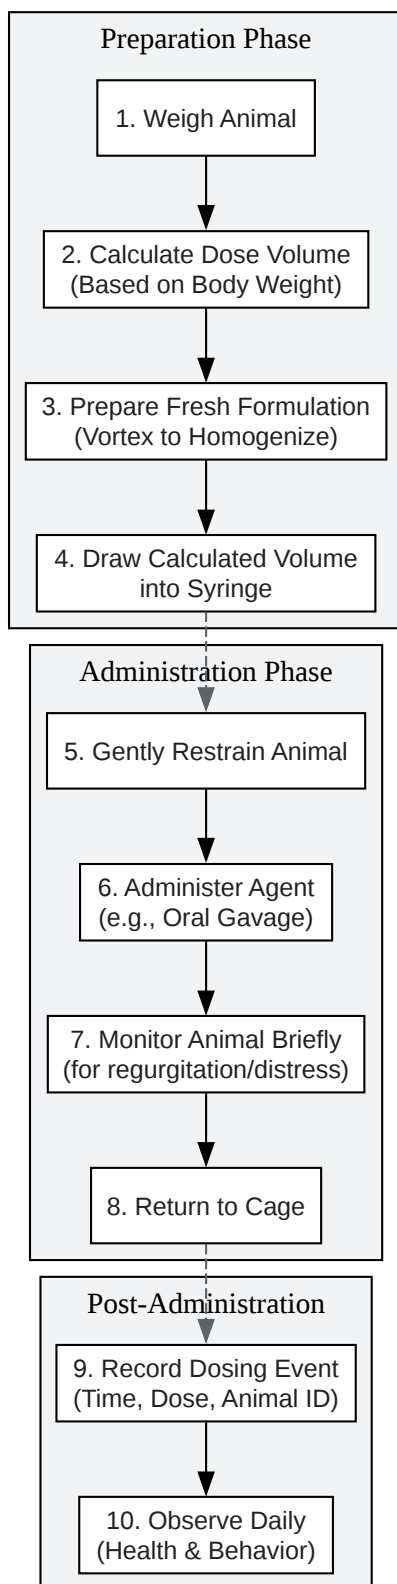 Preparation Phase
1. Weigh Animal
2. Calculate Dose Volume
(Based on Body Weight)
3. Prepare Fresh Formulation
(Vortex to Homogenize)
4. Draw Calculated Volume
into Syringe
Administration Phase
5. Gently Restrain Animal
6. Administer Agent
(e.g., Oral Gavage)
7. Monitor Animal Briefly
(for regurgitation/distress)
8. Return to Cage
Post-Administration
9. Record Dosing Event
(Time, Dose, Animal ID)
10. Observe Daily
(Health & Behavior)